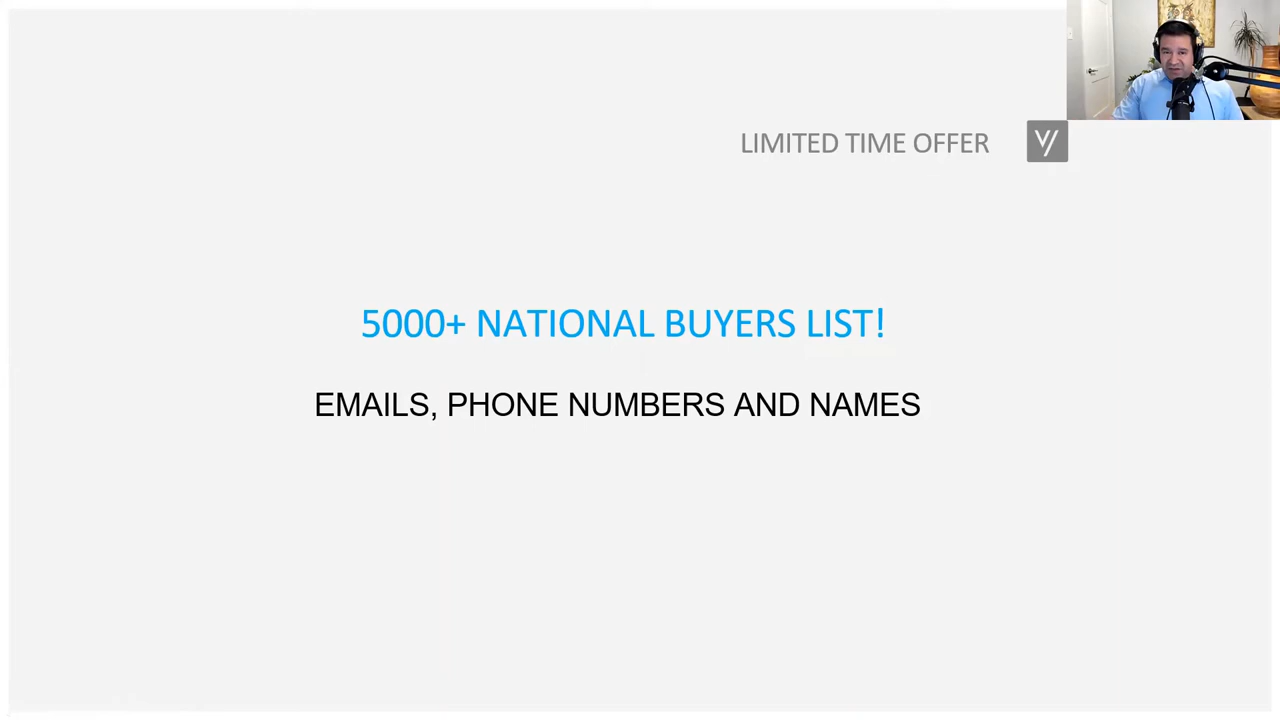 LIMITED TIME OFFER
5000+ NATIONAL BUYERS LIST!
EMAILS, PHONE NUMBERS AND NAMES